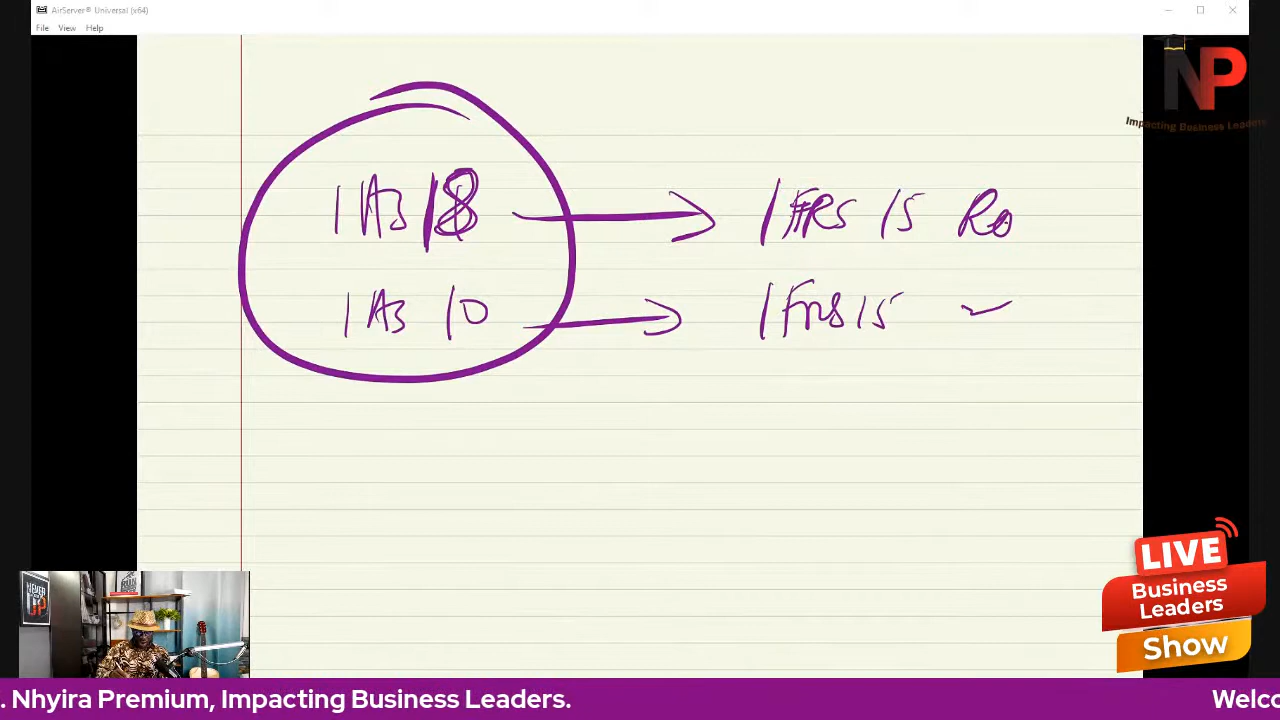 AirServer® Universal (x64)
File View Help
NP
Impacting Business Leaders
IAS 18 IFRS 15 Re
IAS 10 IFRS 15
LIVE
Business
Leaders
Show
. Nhyira Premium, Impacting Business Leaders. Welco